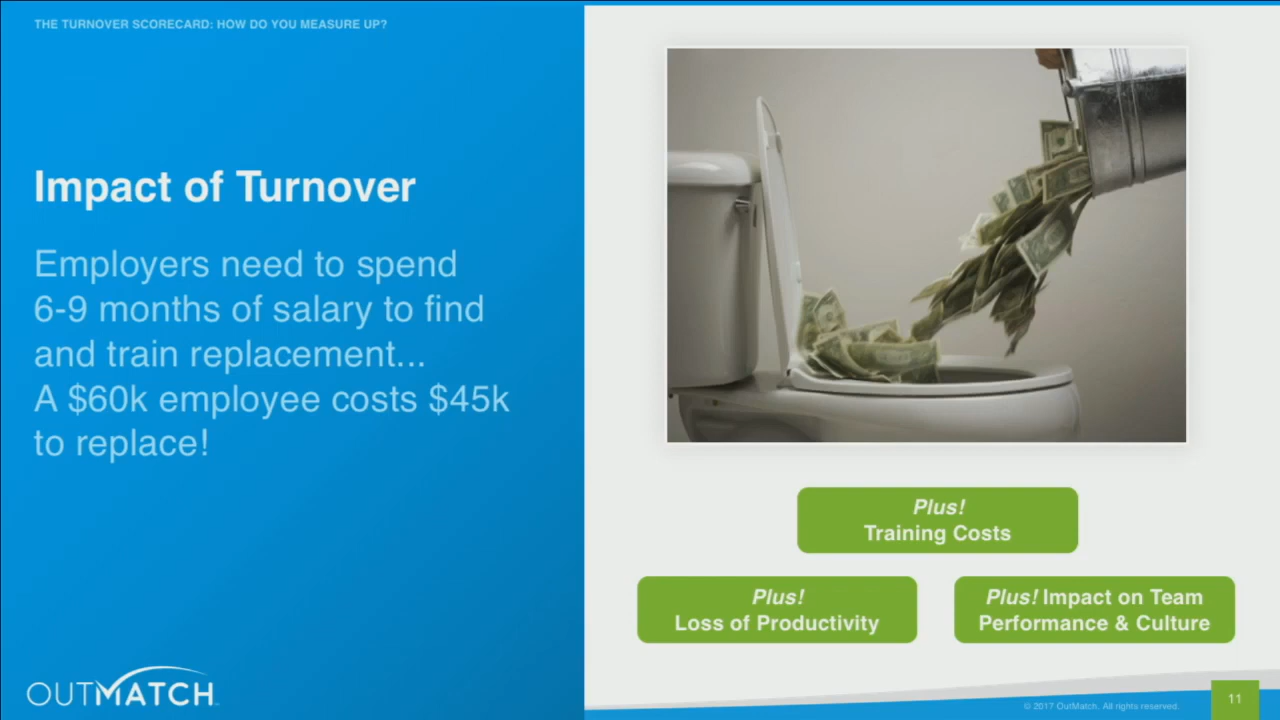 THE TURNOVER SCORECARD: HOW DO YOU MEASURE UP?
Impact of Turnover
Employers need to spend
6-9 months of salary to find
and train replacement...
A $60k employee costs $45k
to replace!
Plus!
Training Costs
Plus!
Loss of Productivity
Plus! Impact on Team
Performance & Culture
OUTMATCH
© 2017 OutMatch. All rights reserved.
11